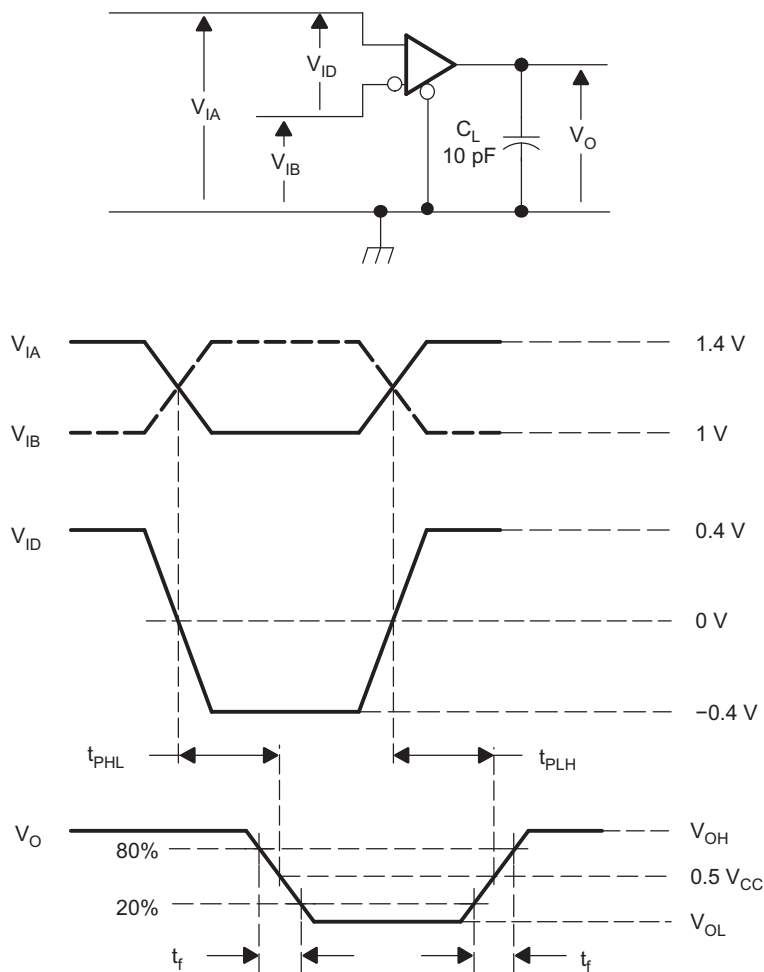 V_ID
V_IA
C_L
10 pF
V_O
V_IB
V_IA
1.4 V
V_IB
1 V
V_ID
0.4 V
0 V
−0.4 V
t_PHL
t_PLH
V_O
V_OH
80%
0.5 V_CC
20%
V_OL
t_f
t_f